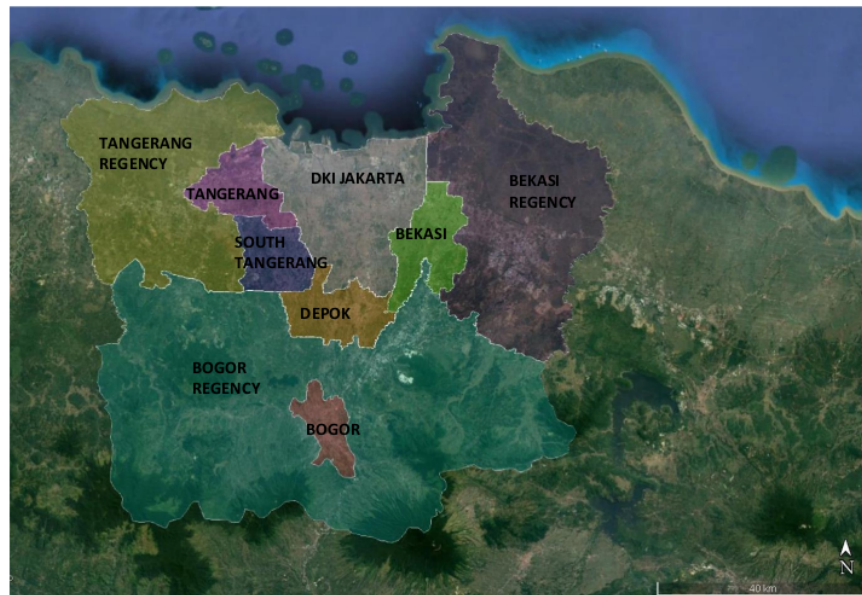 TANGERANG
REGENCY
TANGERANG
DKI JAKARTA
BEKASI
REGENCY
SOUTH
TANGERANG
BEKASI
DEPOK
BOGOR
REGENCY
BOGOR
N
40 km